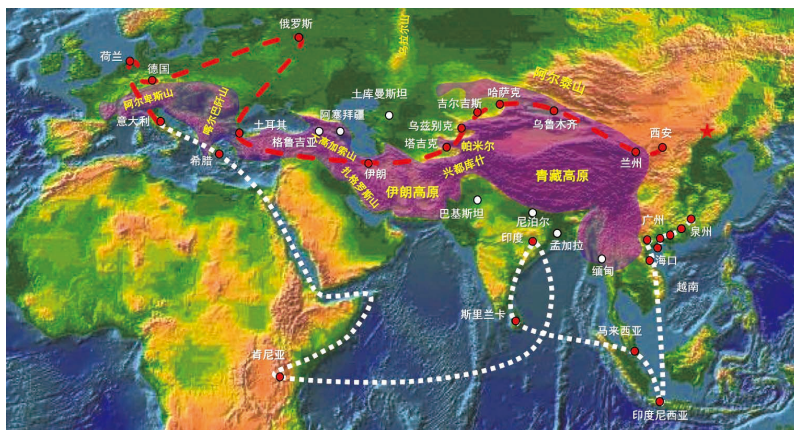 俄罗斯
乌拉尔山
荷兰
德国
阿尔卑斯山
喀尔巴阡山
意大利
希腊
土耳其
格鲁吉亚
阿塞拜疆
大高加索山
土库曼斯坦
伊朗
扎格罗斯山
伊朗高原
吉尔吉斯
哈萨克
阿尔泰山
乌兹别克
塔吉克
帕米尔
兴都库什
乌鲁木齐
西安
兰州
青藏高原
巴基斯坦
尼泊尔
印度
孟加拉
缅甸
广州
泉州
海口
越南
斯里兰卡
马来西亚
肯尼亚
印度尼西亚